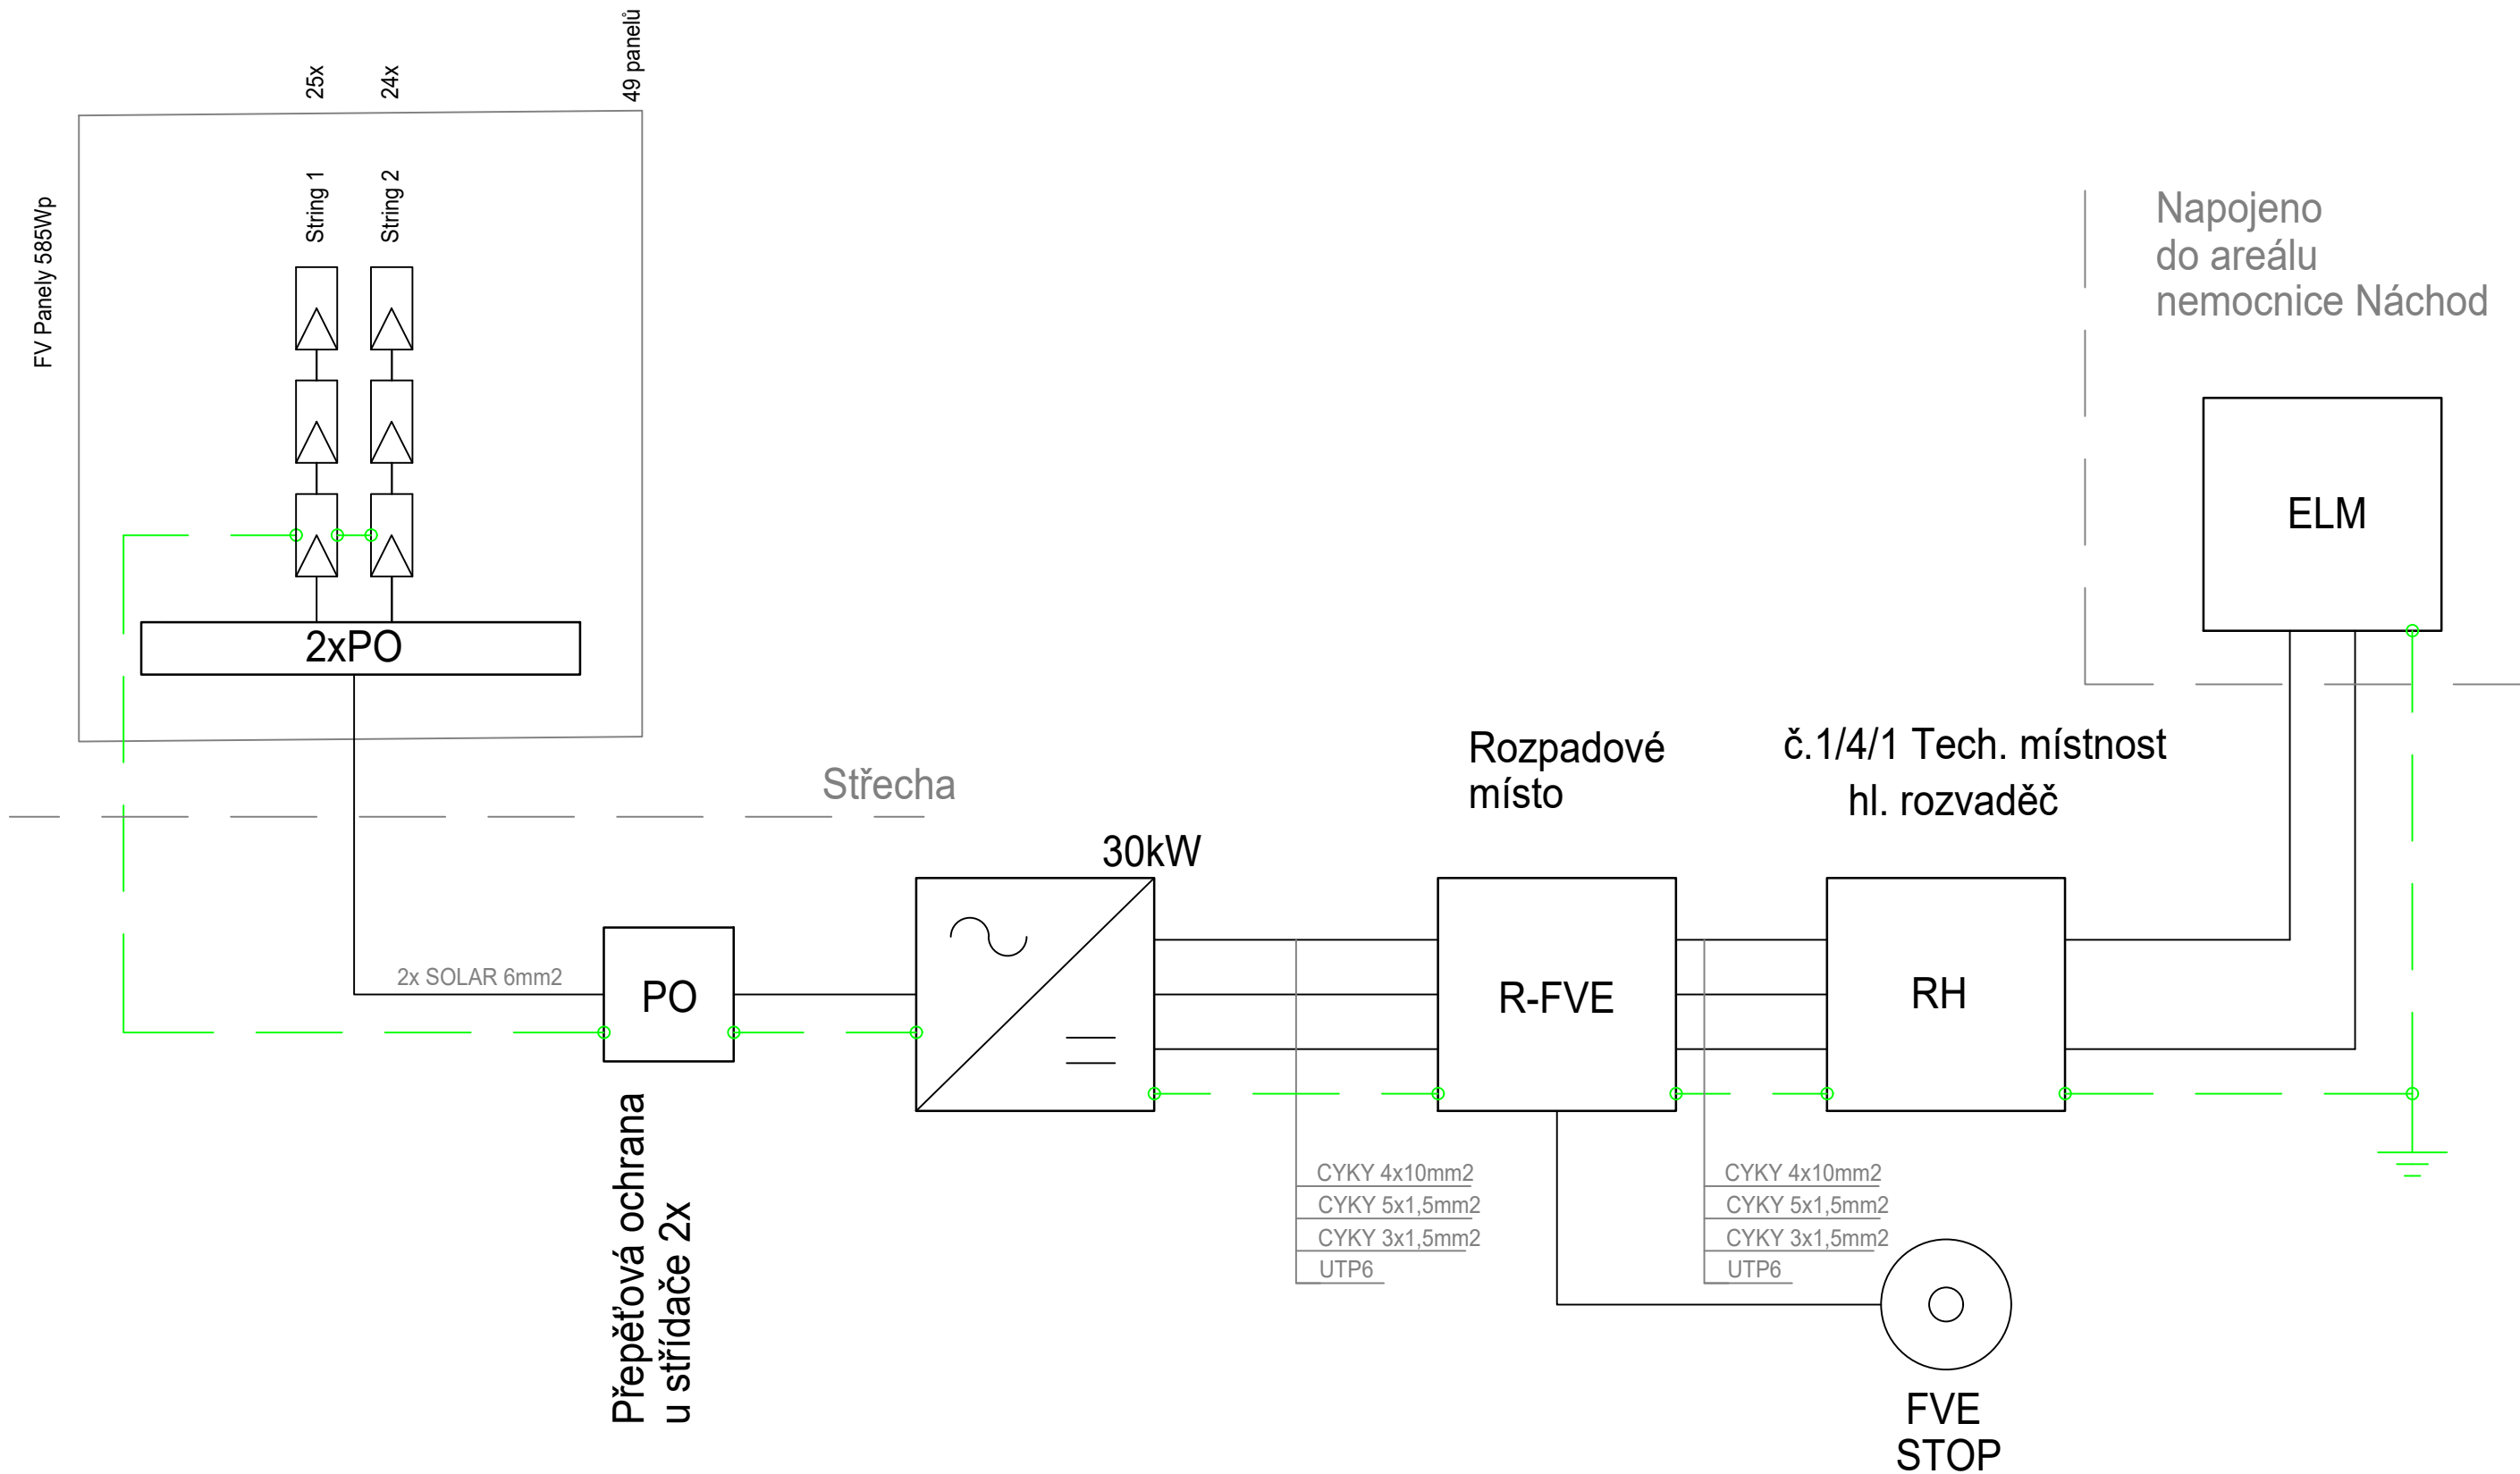 25x
24x
49 panelů
FV Panely 585Wp
String 1
String 2
2xPO
Napojeno
do areálu
nemocnice Náchod
ELM
Střecha
Rozpadové
místo
č.1/4/1 Tech. místnost
hl. rozvaděč
30kW
2x SOLAR 6mm2
PO
R-FVE
RH
Přepěťová ochrana
u střídače 2x
CYKY 4x10mm2
CYKY 5x1,5mm2
CYKY 3x1,5mm2
UTP6
CYKY 4x10mm2
CYKY 5x1,5mm2
CYKY 3x1,5mm2
UTP6
FVE
STOP